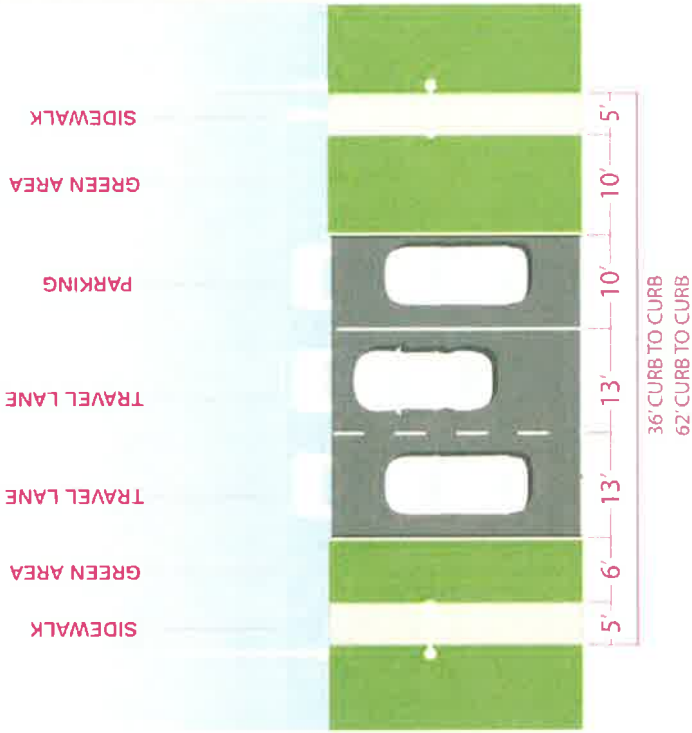 SIDEWALK
GREEN AREA
PARKING
TRAVEL LANE
TRAVEL LANE
GREEN AREA
SIDEWALK
5'
10'
10'
13'
13'
6'
5'
36' CURB TO CURB
62' CURB TO CURB